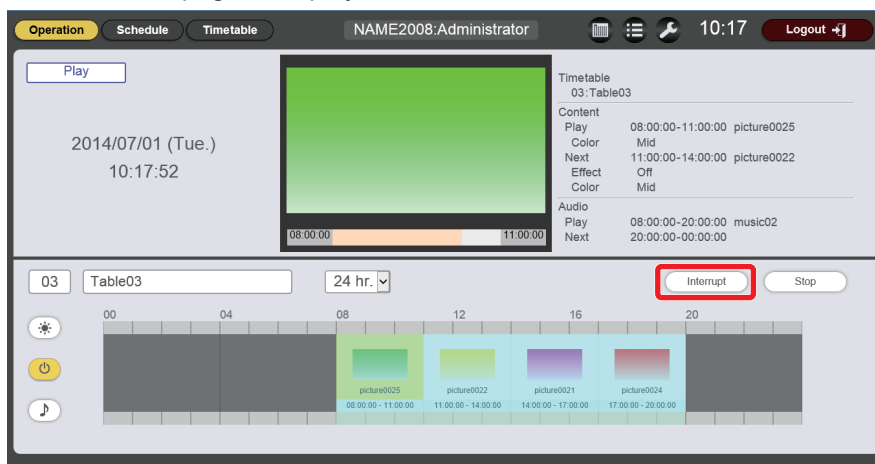 Operation Schedule Timetable NAME2008:Administrator 10:17 Logout
Play
2014/07/01 (Tue.)
10:17:52
08:00:00 11:00:00
Timetable
03:Table03
Content
Play 08:00:00-11:00:00 picture0025
Color Mid
Next 11:00:00-14:00:00 picture0022
Effect Off
Color Mid
Audio
Play 08:00:00-20:00:00 music02
Next 20:00:00-00:00:00
03 Table03 24 hr. Interrupt Stop
00 04 08 12 16 20
picture0025 picture0022 picture0021 picture0024
08:00:00 - 11:00:00 11:00:00 - 14:00:00 14:00:00 - 17:00:00 17:00:00 - 20:00:00